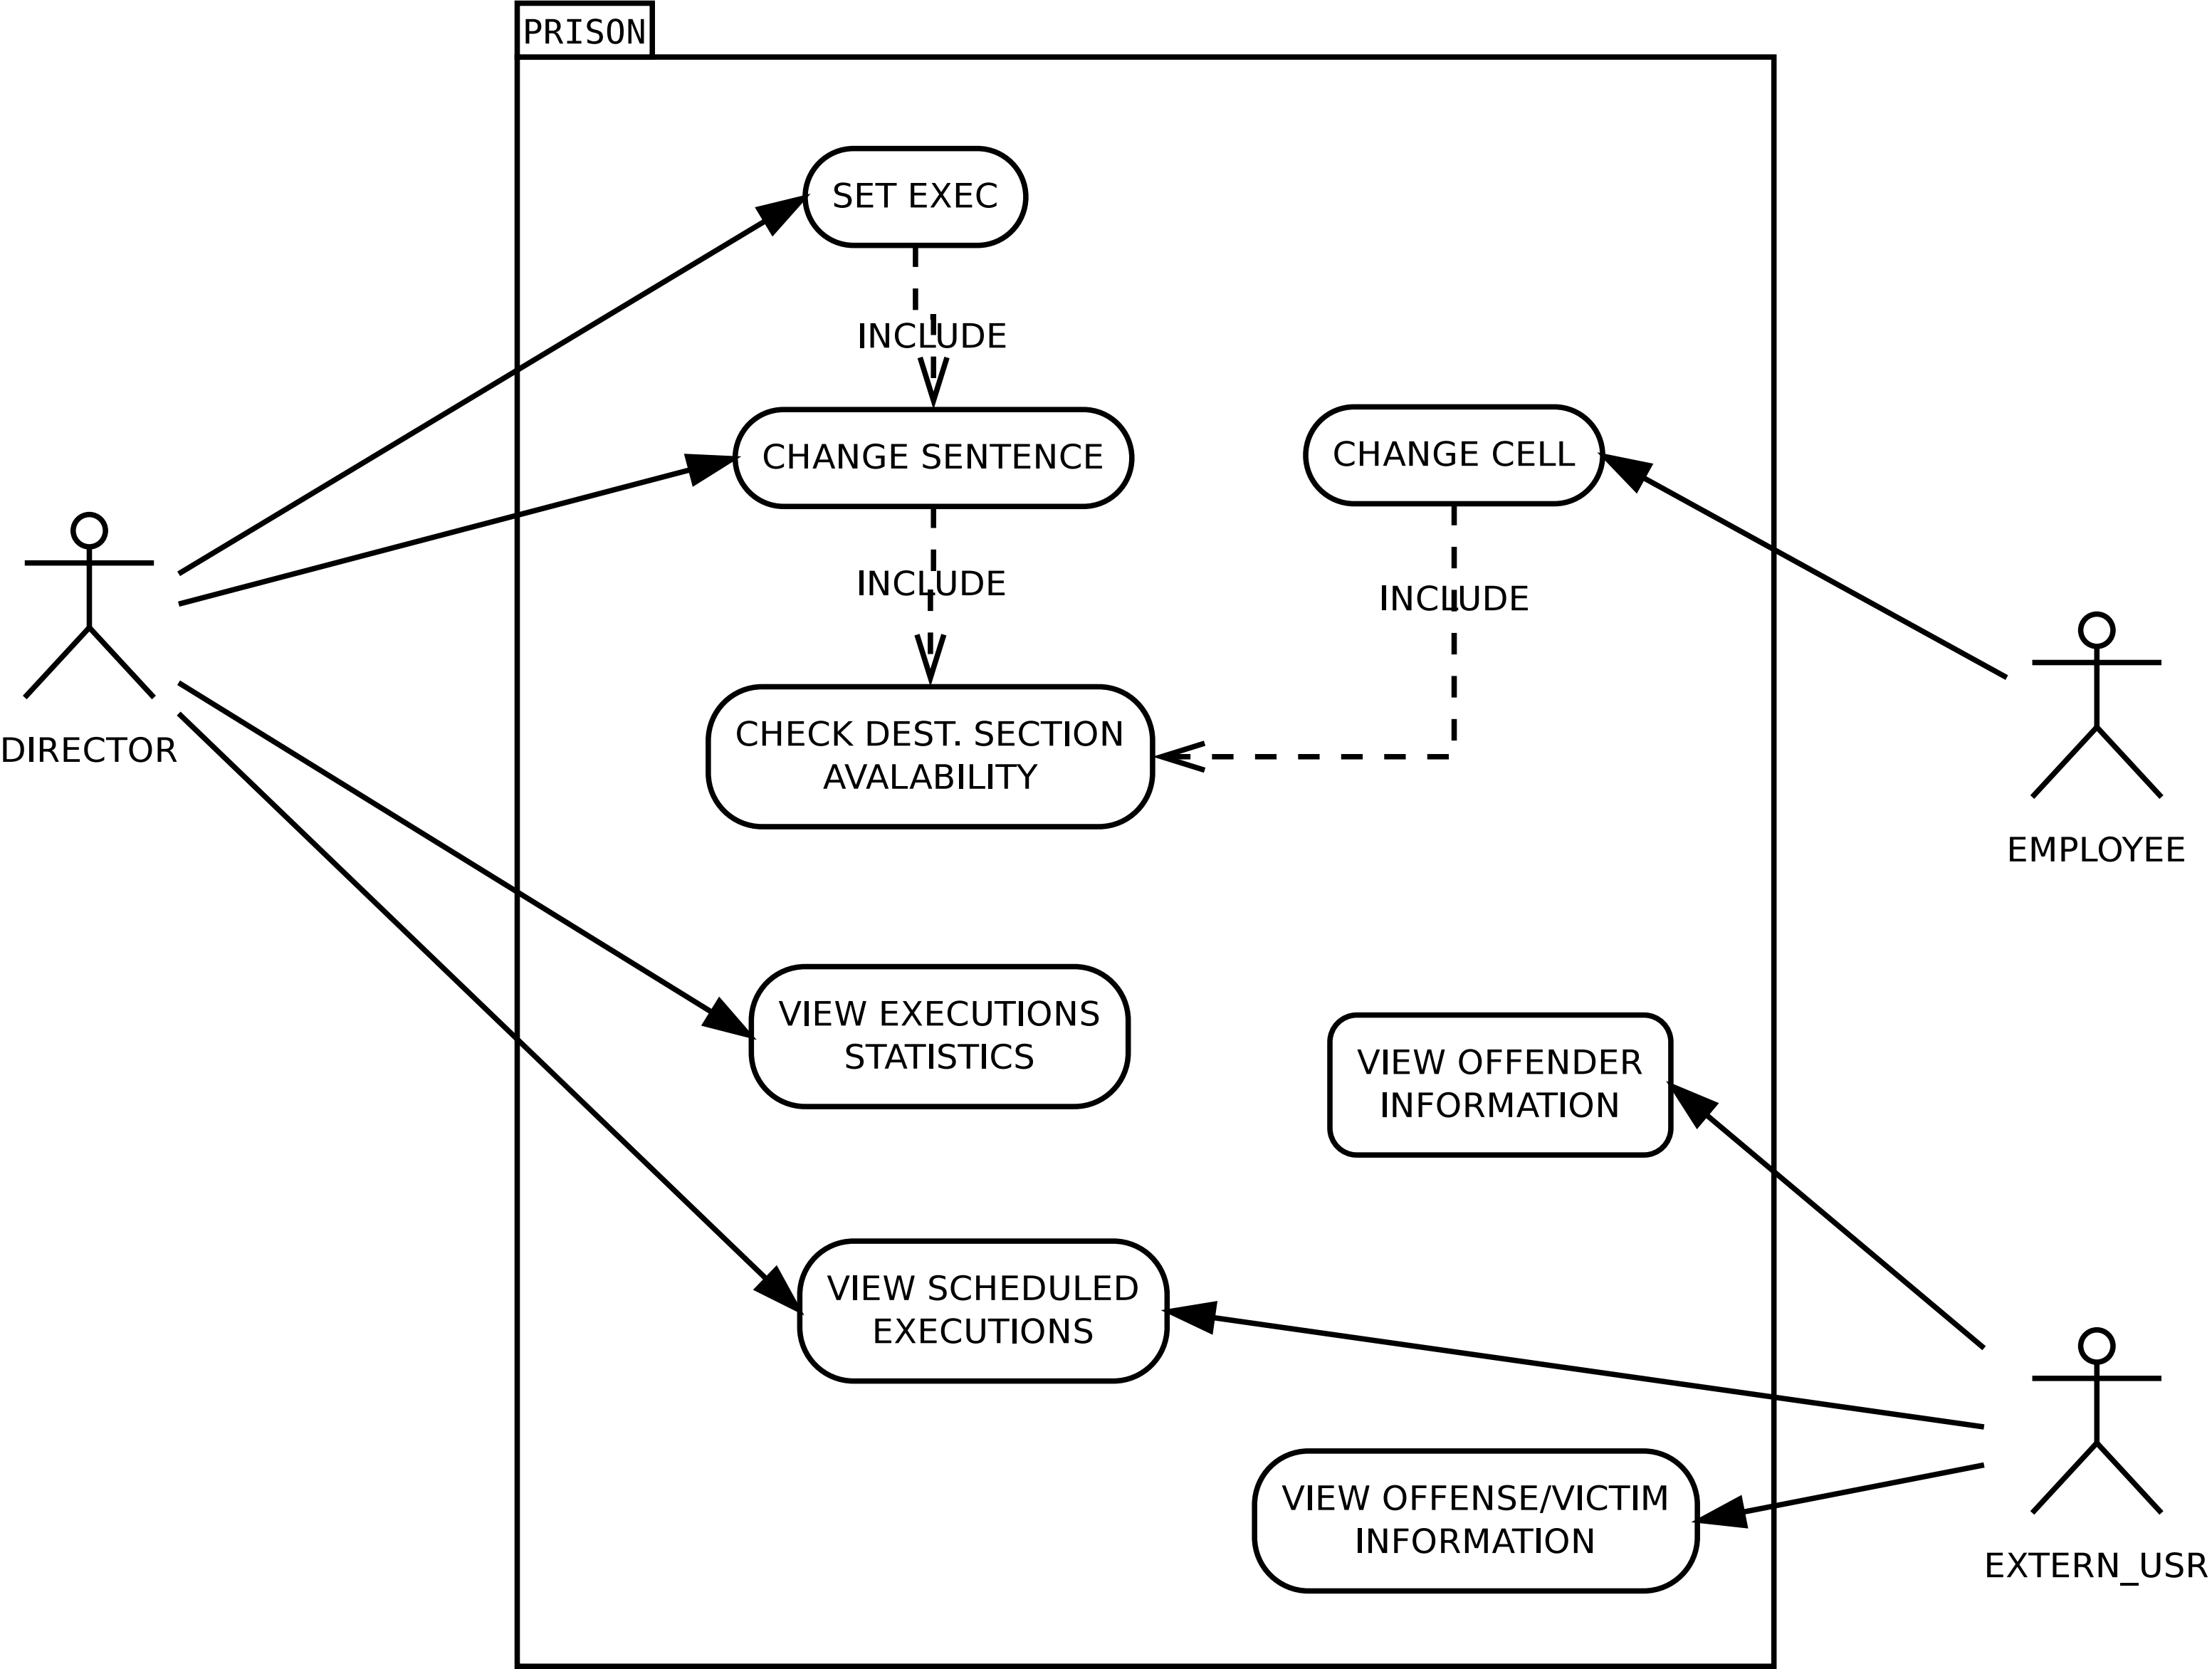 PRISON
SET EXEC
INCLUDE
CHANGE SENTENCE
CHANGE CELL
INCLUDE
INCLUDE
DIRECTOR
CHECK DEST. SECTION
AVALABILITY
EMPLOYEE
VIEW EXECUTIONS
STATISTICS
VIEW OFFENDER
INFORMATION
VIEW SCHEDULED
EXECUTIONS
VIEW OFFENSE/VICTIM
INFORMATION
EXTERN_USR